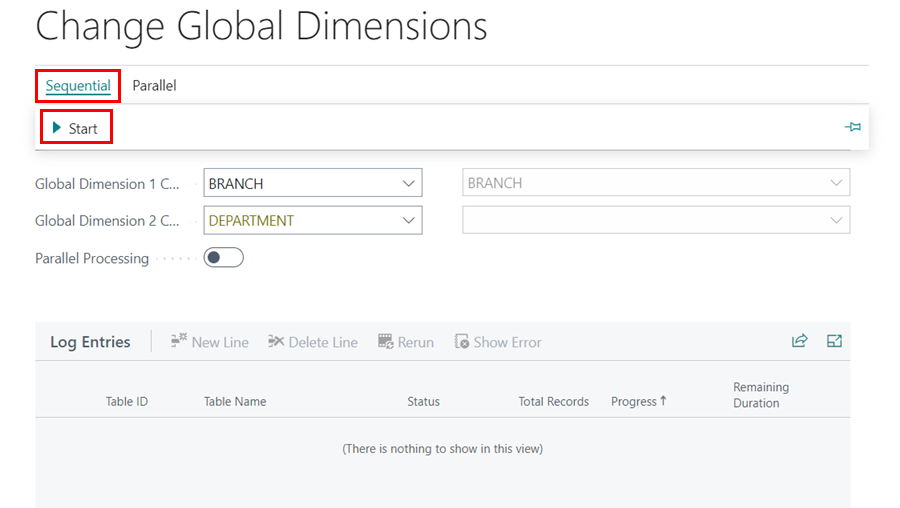 Change Global Dimensions
Sequential Parallel
Start
Global Dimension 1 C... BRANCH BRANCH
Global Dimension 2 C... DEPARTMENT
Parallel Processing
Log Entries New Line Delete Line Rerun Show Error
Table ID Table Name Status Total Records Progress Remaining
Duration
(There is nothing to show in this view)